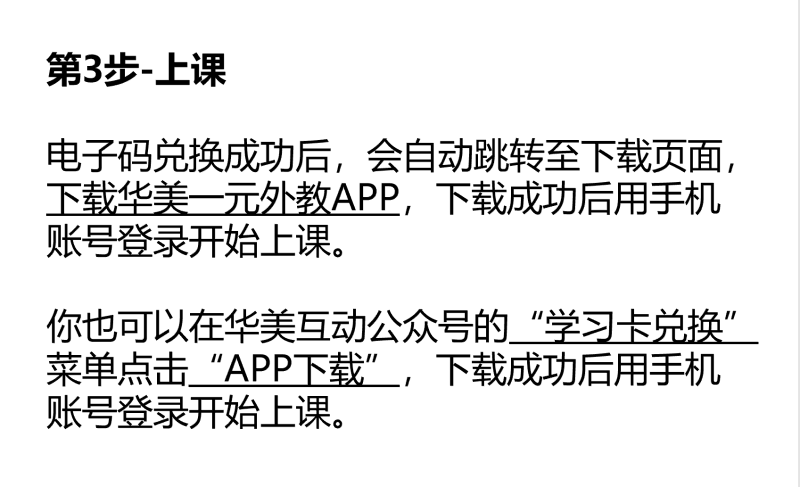 第3步-上课
电子码兑换成功后，会自动跳转至下载页面，
下载华美一元外教APP，下载成功后用手机
账号登录开始上课。
你也可以在华美互动公众号的“学习卡兑换”
菜单点击“APP下载”，下载成功后用手机
账号登录开始上课。